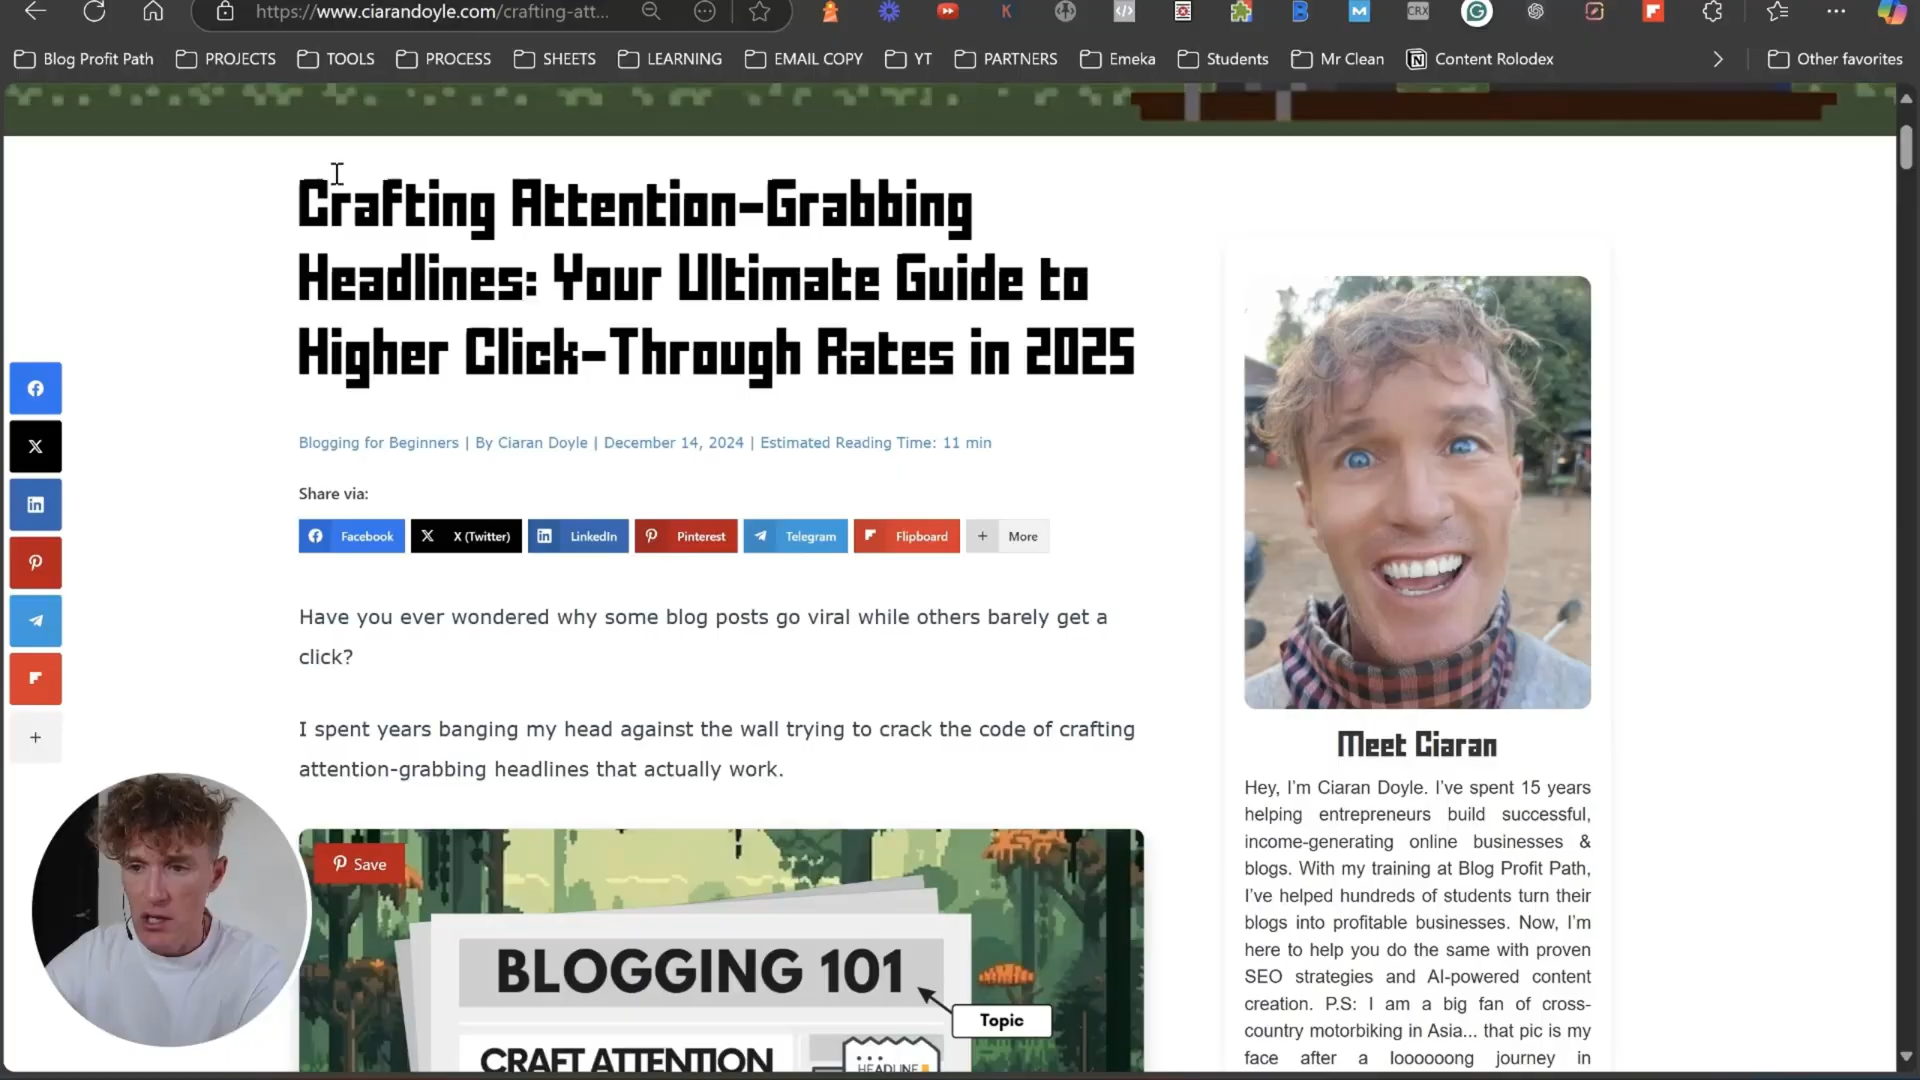 https://www.ciarandoyle.com/crafting-att...
Blog Profit Path
PROJECTS
TOOLS
PROCESS
SHEETS
LEARNING
EMAIL COPY
YT
PARTNERS
Emeka
Students
Mr Clean
Content Rolodex
Other favorites
Crafting Attention-Grabbing
Headlines: Your Ultimate Guide to
Higher Click-Through Rates in 2025
Blogging for Beginners | By Ciaran Doyle | December 14, 2024 | Estimated Reading Time: 11 min
Share via:
Facebook
X (Twitter)
LinkedIn
Pinterest
Telegram
Flipboard
+ More
Have you ever wondered why some blog posts go viral while others barely get a
click?
I spent years banging my head against the wall trying to crack the code of crafting
attention-grabbing headlines that actually work.
Save
BLOGGING 101
Topic
CRAFT ATTENTION
HEADLINE
Meet Ciaran
Hey, I'm Ciaran Doyle. I've spent 15 years
helping entrepreneurs build successful,
income-generating online businesses &
blogs. With my training at Blog Profit Path,
I've helped hundreds of students turn their
blogs into profitable businesses. Now, I'm
here to help you do the same with proven
SEO strategies and AI-powered content
creation. P.S: I am a big fan of cross-
country motorbiking in Asia... that pic is my
face after a loooooong journey in